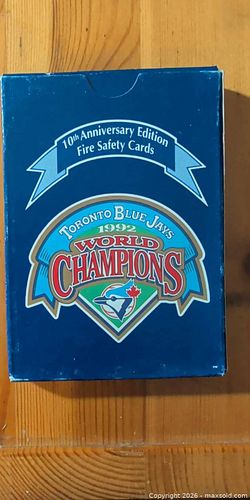 10th Anniversary Edition
Fire Safety Cards
TORONTO BLUE JAYS
1992
WORLD
CHAMPIONS
Copyright 2026 - maxsold.com